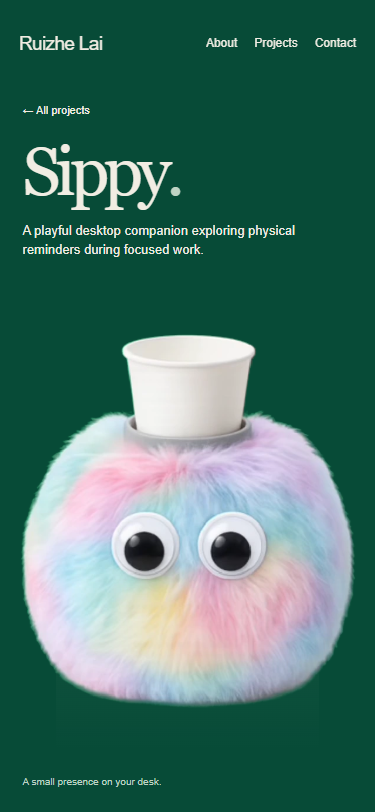 Ruizhe Lai
About Projects Contact
← All projects
Sippy.
A playful desktop companion exploring physical
reminders during focused work.
A small presence on your desk.